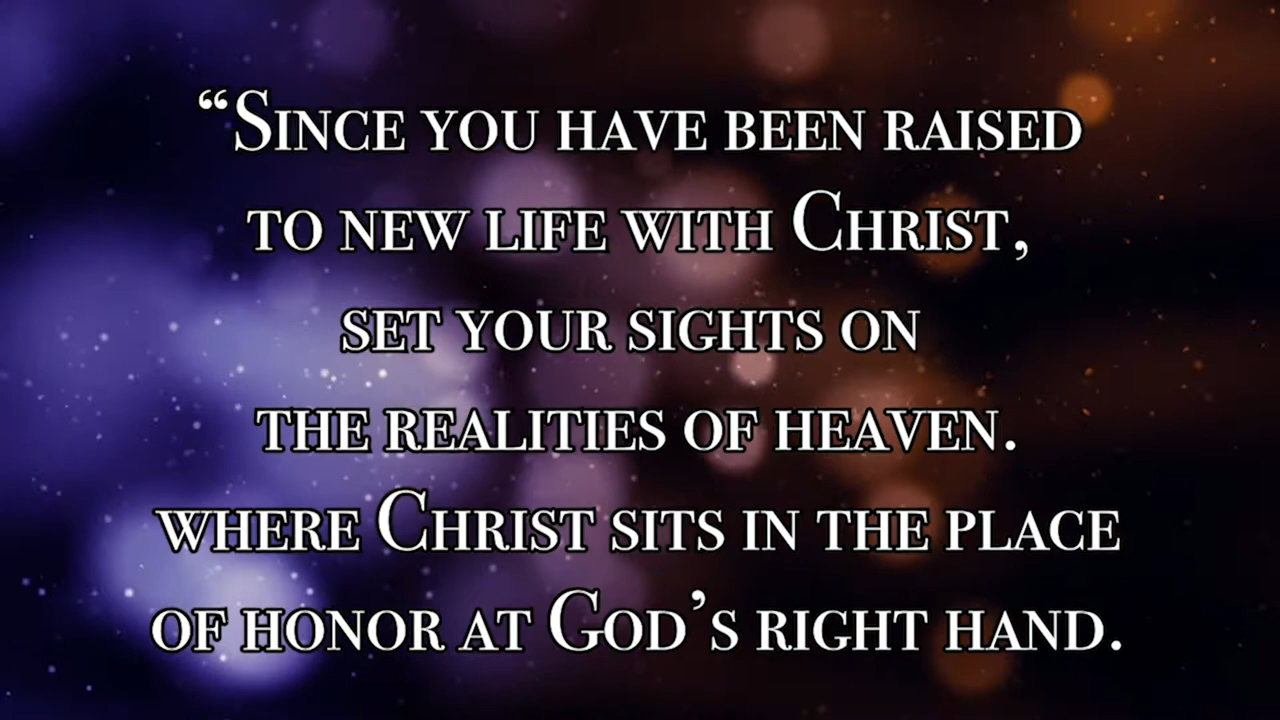 “Since you have been raised
to new life with Christ,
set your sights on
the realities of heaven.
where Christ sits in the place
of honor at God’s right hand.